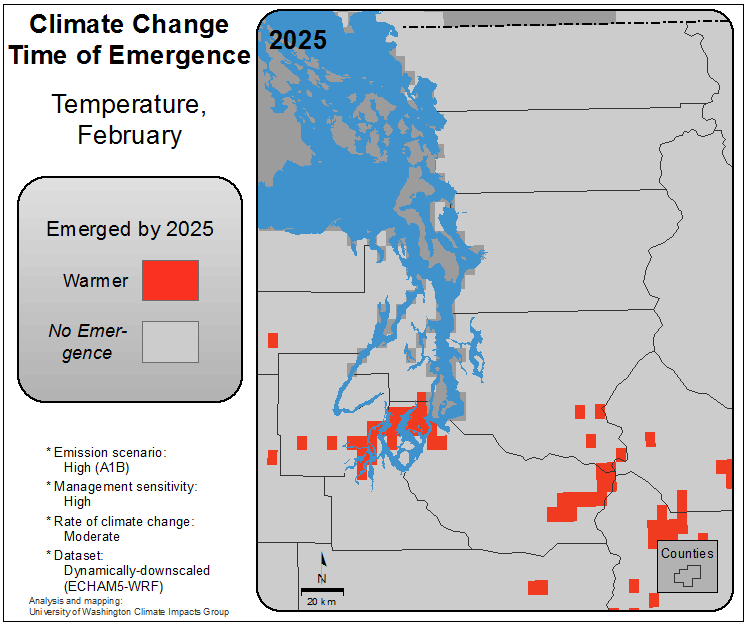 Climate Change
Time of Emergence
Temperature,
February
Emerged by 2025
Warmer
No Emer-
gence
* Emission scenario:
High (A1B)
* Management sensitivity:
High
* Rate of climate change:
Moderate
* Dataset:
Dynamically-downscaled
(ECHAM5-WRF)
Analysis and mapping:
University of Washington Climate Impacts Group
2025
N
20 km
Counties